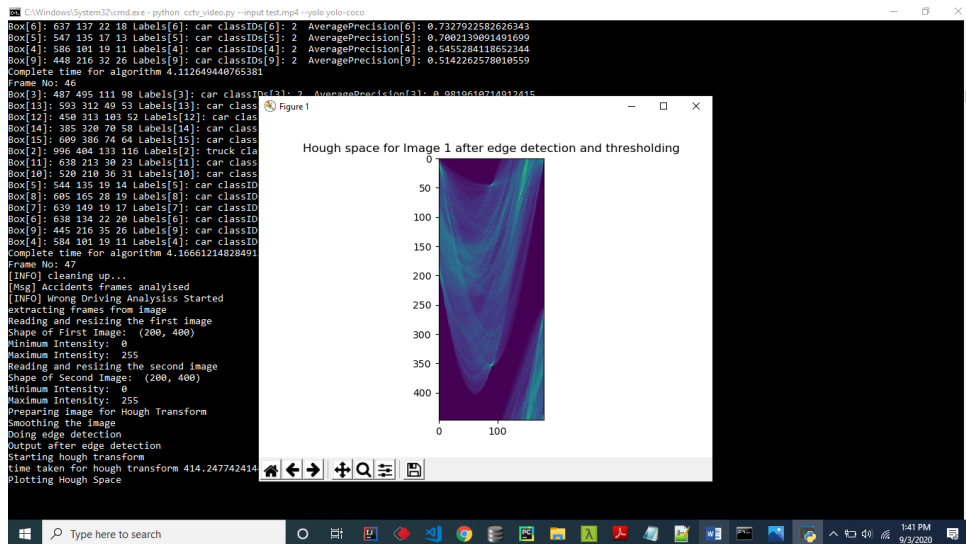 C:\Windows\System32\cmd.exe - python cctv_video.py --input test.mp4 --yolo yolo-coco
Box[6]: 637 137 22 18 Labels[6]: car classIDs[6]: 2  AveragePrecision[6]: 0.7327922582626343
Box[5]: 547 135 17 13 Labels[5]: car classIDs[5]: 2  AveragePrecision[5]: 0.7002139091491699
Box[4]: 586 101 19 11 Labels[4]: car classIDs[4]: 2  AveragePrecision[4]: 0.5455284118652344
Box[9]: 448 216 32 26 Labels[9]: car classIDs[9]: 2  AveragePrecision[9]: 0.5142262578010559
Complete time for algorithm 4.112649440765381
Frame No: 46
Box[3]: 487 495 111 98 Labels[3]: car classIDs[3]: 2  AveragePrecision[3]: 0.9819610714912415
Box[13]: 593 312 49 53 Labels[13]: car class
Box[12]: 450 313 103 52 Labels[12]: car clas
Box[14]: 385 320 70 58 Labels[14]: car class
Box[15]: 609 386 74 64 Labels[15]: car class
Box[2]: 996 404 133 116 Labels[2]: truck cla
Box[11]: 638 213 30 23 Labels[11]: car class
Box[10]: 520 210 36 31 Labels[10]: car class
Box[5]: 544 135 19 14 Labels[5]: car classID
Box[8]: 605 165 28 19 Labels[8]: car classID
Box[7]: 639 149 19 17 Labels[7]: car classID
Box[6]: 638 134 22 20 Labels[6]: car classID
Box[9]: 445 216 35 26 Labels[9]: car classID
Box[4]: 584 101 19 11 Labels[4]: car classID
Complete time for algorithm 4.16661214828491
Frame No: 47
[INFO] cleaning up...
[Msg] Accidents frames analyised
[INFO] Wrong Driving Analysiss Started
extracting frames from image
Reading and resizing the first image
Shape of First Image:  (200, 400)
Minimum Intensity:  0
Maximum Intensity:  255
Reading and resizing the second image
Shape of Second Image:  (200, 400)
Minimum Intensity:  0
Maximum Intensity:  255
Preparing image for Hough Transform
Smoothing the image
Doing edge detection
Output after edge detection
Starting hough transform
time taken for hough transform 414.247742414
Plotting Hough Space
Figure 1
Hough space for Image 1 after edge detection and thresholding
0
50
100
150
200
250
300
350
400
0 100
Type here to search
1:41 PM
9/3/2020